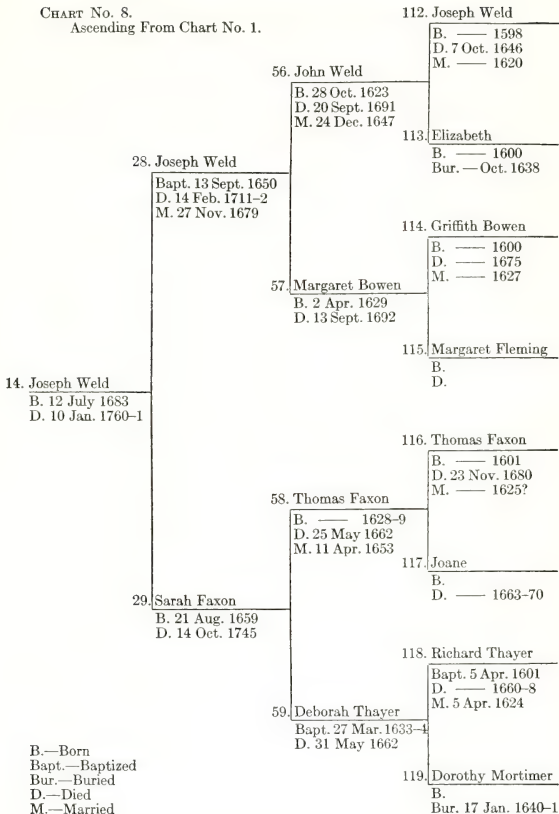 CHART No. 8.
Ascending From Chart No. 1.
112. Joseph Weld
B. —— 1598
D. 7 Oct. 1646
M. —— 1620
56. John Weld
B. 28 Oct. 1623
D. 20 Sept. 1691
M. 24 Dec. 1647
113. Elizabeth
B. —— 1600
Bur. — Oct. 1638
28. Joseph Weld
Bapt. 13 Sept. 1650
D. 14 Feb. 1711-2
M. 27 Nov. 1679
114. Griffith Bowen
B. —— 1600
D. —— 1675
M. —— 1627
57. Margaret Bowen
B. 2 Apr. 1629
D. 13 Sept. 1692
115. Margaret Fleming
B.
D.
14. Joseph Weld
B. 12 July 1683
D. 10 Jan. 1760-1
116. Thomas Faxon
B. —— 1601
D. 23 Nov. 1680
M. —— 1625?
58. Thomas Faxon
B. —— 1628-9
D. 25 May 1662
M. 11 Apr. 1653
117. Joane
B.
D. —— 1663-70
29. Sarah Faxon
B. 21 Aug. 1659
D. 14 Oct. 1745
118. Richard Thayer
Bapt. 5 Apr. 1601
D. —— 1660-8
M. 5 Apr. 1624
59. Deborah Thayer
Bapt. 27 Mar. 1633-4
D. 31 May 1662
119. Dorothy Mortimer
B.
Bur. 17 Jan. 1640-1
B.—Born
Bapt.—Baptized
Bur.—Buried
D.—Died
M.—Married